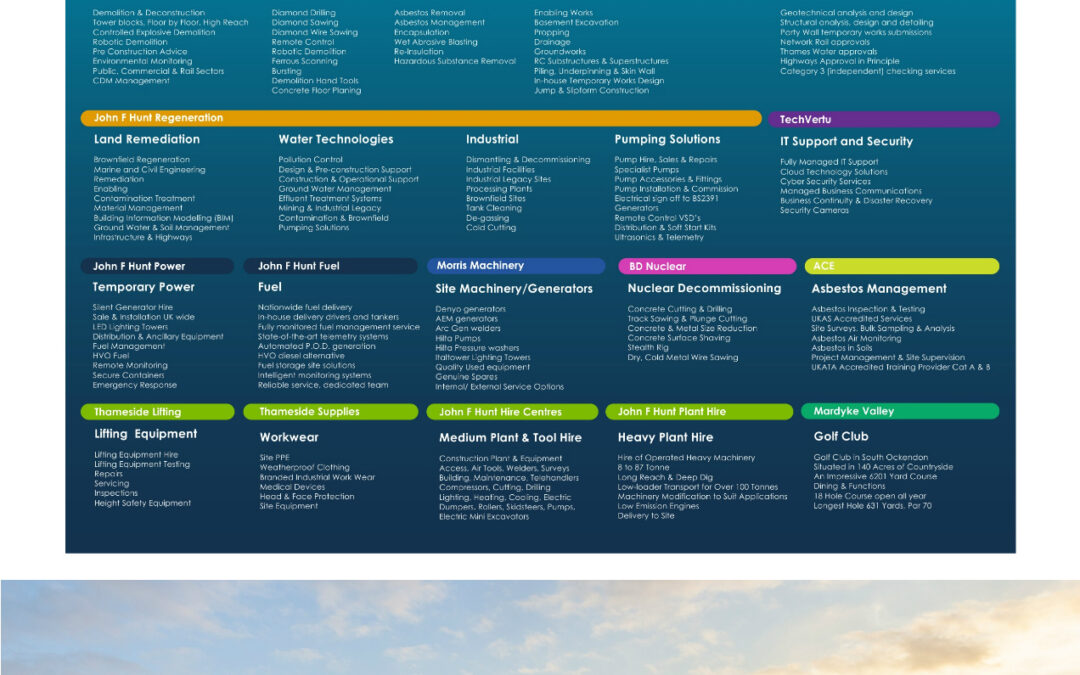 Demolition & Deconstruction
Tower blocks, Floor by Floor, High Reach
Controlled Explosive Demolition
Robotic Demolition
Pre Construction Advice
Environmental Monitoring
Public, Commercial & Rail Sectors
CDM Management
Diamond Drilling
Diamond Sawing
Diamond Wire Sawing
Remote Control
Robotic Demolition
Ferrous Scanning
Bursting
Demolition Hand Tools
Concrete Floor Planing
Asbestos Removal
Asbestos Management
Encapsulation
Wet Abrasive Blasting
Re-Insulation
Hazardous Substance Removal
Enabling Works
Basement Excavation
Propping
Drainage
Groundworks
RC Substructures & Superstructures
Piling, Underpinning & Skin Wall
In-house Temporary Works Design
Jump & Slipform Construction
Geotechnical analysis and design
Structural analysis, design and detailing
Party Wall temporary works submissions
Network Rail approvals
Thames Water approvals
Highways Approval in Principle
Category 3 (independent) checking services
John F Hunt Regeneration
Land Remediation
Brownfield Regeneration
Marine and Civil Engineering
Remediation
Enabling
Contamination Treatment
Material Management
Building Information Modelling (BIM)
Ground Water & Soil Management
Infrastructure & Highways
Water Technologies
Pollution Control
Design & Pre-construction Support
Construction & Operational Support
Ground Water Management
Effluent Treatment Systems
Mining & Industrial Legacy
Contamination & Brownfield
Pumping Solutions
Industrial
Dismantling & Decommissioning
Industrial Facilities
Industrial Legacy Sites
Processing Plants
Brownfield Sites
Tank Cleaning
De-gassing
Cold Cutting
Pumping Solutions
Pump Hire, Sales & Repairs
Specialist Pumps
Pump Accessories & Fittings
Pump Installation & Commission
Electrical sign off to BS2391
Generators
Remote Control VSD's
Distribution & Soft Start Kits
Ultrasonics & Telemetry
TechVertu
IT Support and Security
Fully Managed IT Support
Cloud Technology Solutions
Cyber Security Services
Managed Business Communications
Business Continuity & Disaster Recovery
Security Cameras
John F Hunt Power
Temporary Power
Silent Generator Hire
Sale & Installation UK wide
LED Lighting Towers
Distribution & Ancillary Equipment
Fuel Management
HVO Fuel
Remote Monitoring
Secure Containers
Emergency Response
John F Hunt Fuel
Fuel
Nationwide fuel delivery
In-house delivery drivers and tankers
Fully monitored fuel management service
State-of-the-art telemetry systems
Automated P.O.D. generation
HVO diesel alternative
Fuel storage site solutions
Intelligent monitoring systems
Reliable service, dedicated team
Morris Machinery
Site Machinery/Generators
Denyo generators
AEM generators
Arc Gen welders
Hilta Pumps
Hilta Pressure washers
Italtower Lighting Towers
Quality Used equipment
Genuine Spares
Internal/ External Service Options
BD Nuclear
Nuclear Decommissioning
Concrete Cutting & Drilling
Track Sawing & Plunge Cutting
Concrete & Metal Size Reduction
Concrete Surface Shaving
Stealth Rig
Dry, Cold Metal Wire Sawing
ACE
Asbestos Management
Asbestos Inspection & Testing
UKAS Accredited Services
Site Surveys, Bulk Sampling & Analysis
Asbestos Air Monitoring
Asbestos in Soils
Project Management & Site Supervision
UKATA Accredited Training Provider Cat A & B
Thameside Lifting
Lifting Equipment
Lifting Equipment Hire
Lifting Equipment Testing
Repairs
Servicing
Inspections
Height Safety Equipment
Thameside Supplies
Workwear
Site PPE
Weatherproof Clothing
Branded Industrial Work Wear
Medical Devices
Head & Face Protection
Site Equipment
John F Hunt Hire Centres
Medium Plant & Tool Hire
Construction Plant & Equipment
Access, Air Tools, Welders, Surveys
Building, Maintenance, Telehandlers
Compressors, Cutting, Drilling
Lighting, Heating, Cooling, Electric
Dumpers, Rollers, Skidsteers, Pumps,
Electric Mini Excavators
John F Hunt Plant Hire
Heavy Plant Hire
Hire of Operated Heavy Machinery
8 to 87 Tonne
Long Reach & Deep Dig
Low-loader Transport for Over 100 Tonnes
Machinery Modification to Suit Applications
Low Emission Engines
Delivery to Site
Mardyke Valley
Golf Club
Golf Club in South Ockendon
Situated in 140 Acres of Countryside
An Impressive 6201 Yard Course
Dining & Functions
18 Hole Course open all year
Longest Hole 631 Yards, Par 70